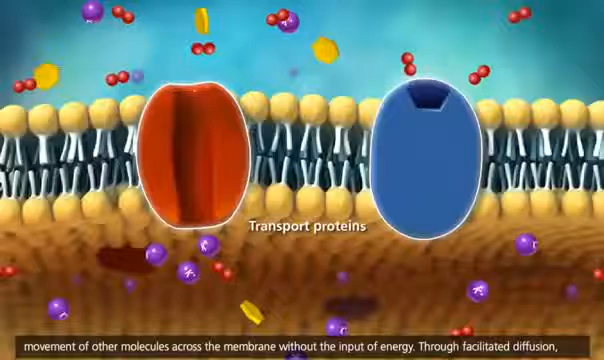 Transport proteins
K⁺
movement of other molecules across the membrane without the input of energy. Through facilitated diffusion,